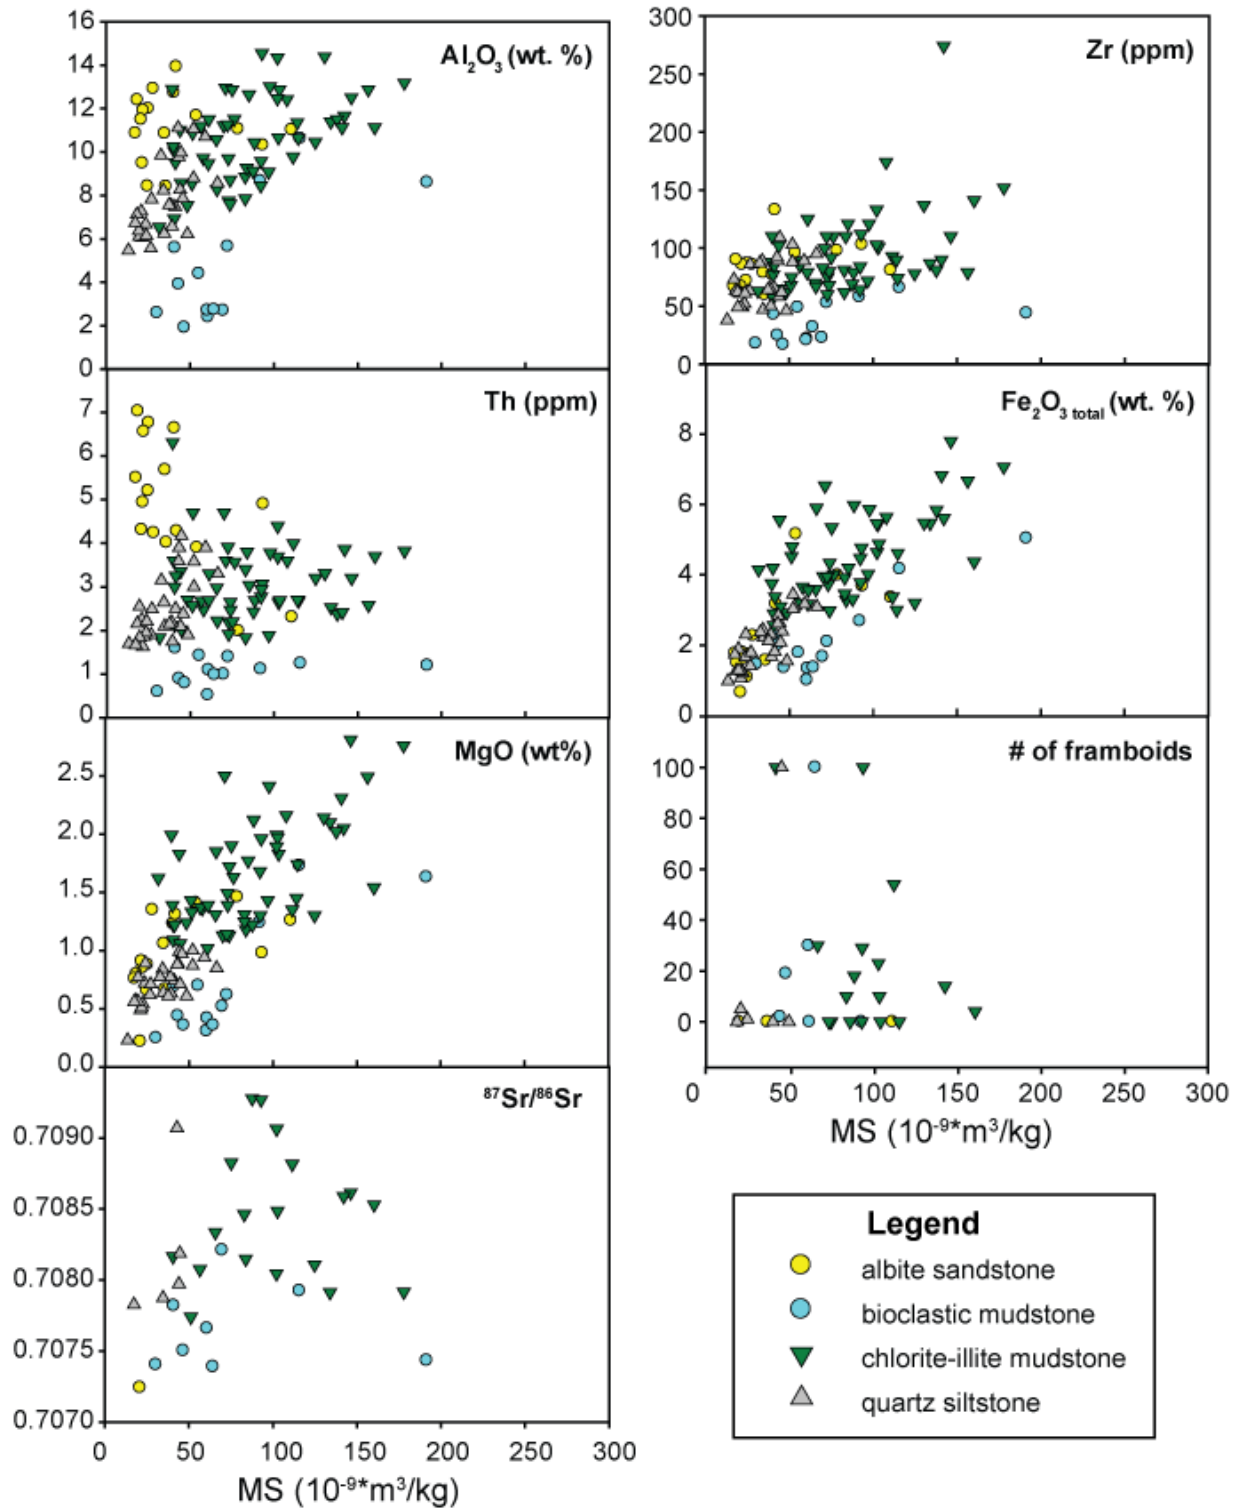 16
14
12
10
8
6
4
2
0
Al₂O₃ (wt. %)
300
250
200
150
100
50
0
Zr (ppm)
7
6
5
4
3
2
1
0
Th (ppm)
8
6
4
2
0
Fe₂O₃ total (wt. %)
2.5
2.0
1.5
1.0
0.5
0.0
MgO (wt%)
100
80
60
40
20
0
# of framboids
0 50 100 150 200 250 300
MS (10⁻⁹*m³/kg)
0.7090
0.7085
0.7080
0.7075
0.7070
⁸⁷Sr/⁸⁶Sr
0 50 100 150 200 250 300
MS (10⁻⁹*m³/kg)
Legend
albite sandstone
bioclastic mudstone
chlorite-illite mudstone
quartz siltstone